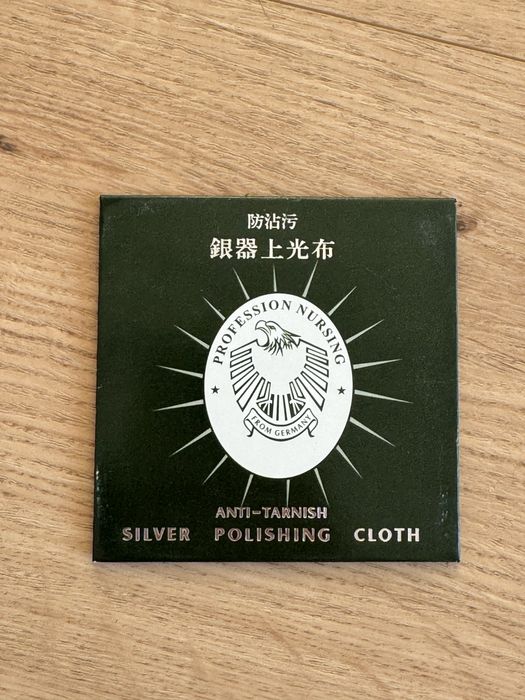 防沾污
銀器上光布
PROFESSION NURSING
★ ★
FROM GERMANY
ANTI-TARNISH
SILVER POLISHING CLOTH